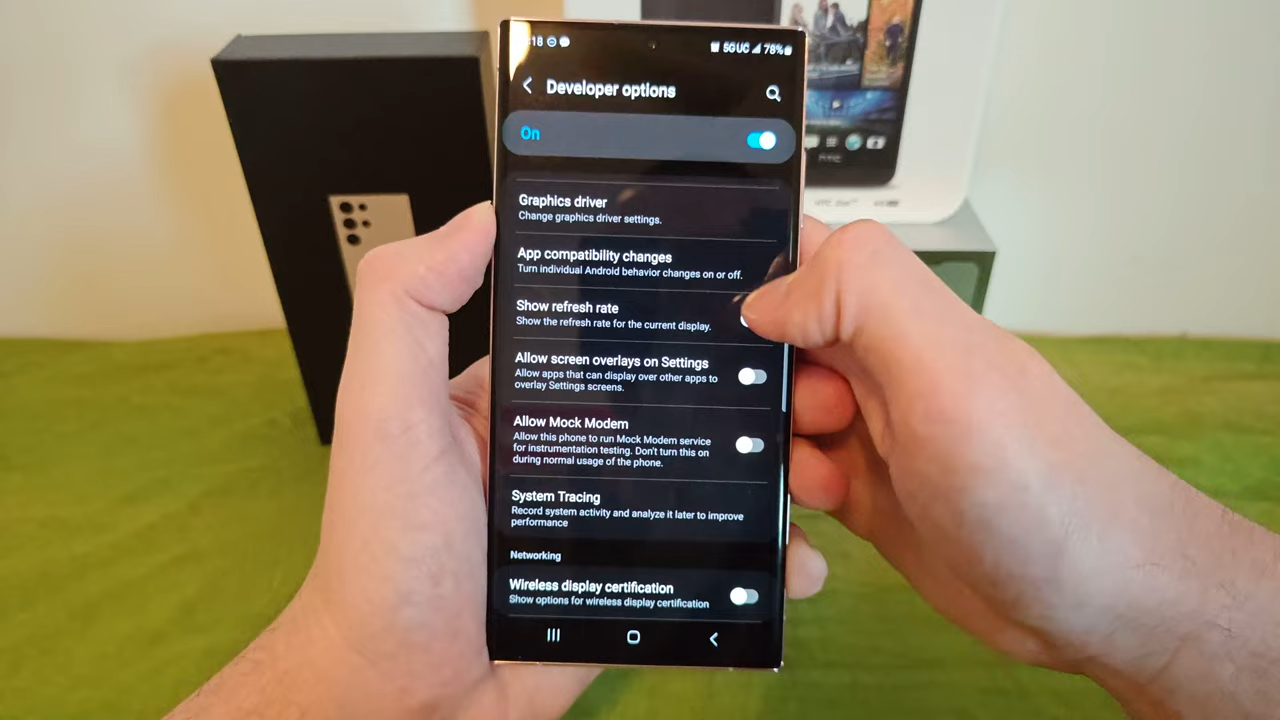 :18 5G UC 78%
Developer options
On
Graphics driver
Change graphics driver settings.
App compatibility changes
Turn individual Android behavior changes on or off.
Show refresh rate
Show the refresh rate for the current display.
Allow screen overlays on Settings
Allow apps that can display over other apps to
overlay Settings screens.
Allow Mock Modem
Allow this phone to run Mock Modem service
for instrumentation testing. Don't turn this on
during normal usage of the phone.
System Tracing
Record system activity and analyze it later to improve
performance
Networking
Wireless display certification
Show options for wireless display certification
hTC